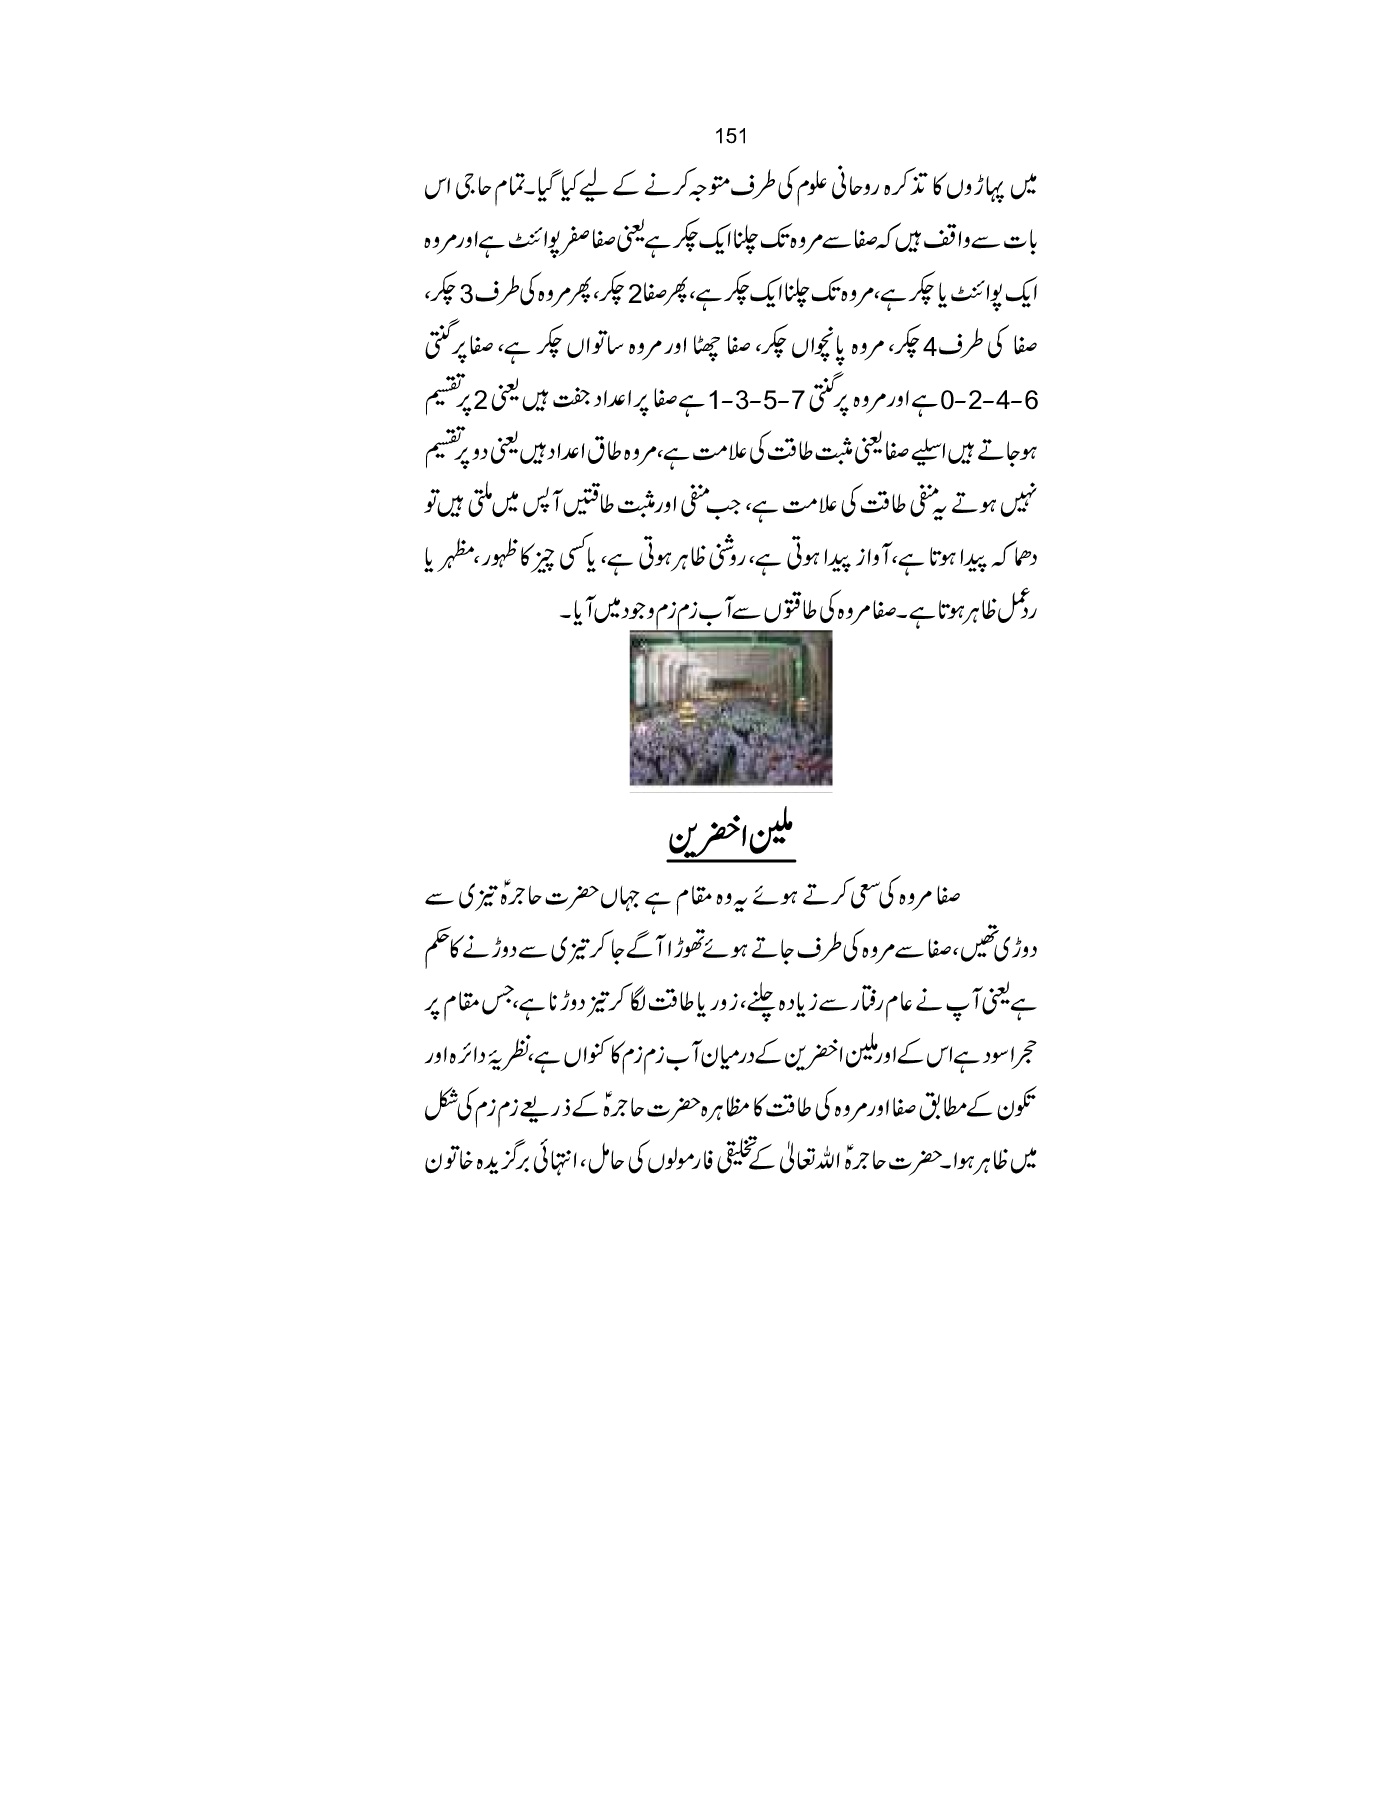 151
میں پہاڑوں کا تذکرہ روحانی علوم کی طرف متوجہ کرنے کے لیے کیا گیا۔ تمام حاجی اس
بات سے واقف ہیں کہ صفا سے مروہ تک چلنا ایک چکر ہے یعنی صفا صفر پوائنٹ ہے اور مروہ
ایک پوائنٹ یا چکر ہے، مروہ تک چلنا ایک چکر ہے، پھر صفا 2 چکر، پھر مروہ کی طرف 3 چکر،
صفا کی طرف 4 چکر، مروہ پانچواں چکر، صفا چھٹا اور مروہ ساتواں چکر ہے، صفا پر گنتی
0-2-4-6 ہے اور مروہ پر گنتی 1-3-5-7 ہے صفا پر اعداد جفت ہیں یعنی 2 پر تقسیم
ہوجاتے ہیں اسلیے صفا یعنی مثبت طاقت کی علامت ہے، مروہ طاق اعداد ہیں یعنی دو پر تقسیم
نہیں ہوتے یہ منفی طاقت کی علامت ہے، جب منفی اور مثبت طاقتیں آپس میں ملتی ہیں تو
دھماکہ پیدا ہوتا ہے، آواز پیدا ہوتی ہے، روشنی ظاہر ہوتی ہے، یا کسی چیز کا ظہور، مظہر یا
ردعمل ظاہر ہوتا ہے۔ صفا مروہ کی طاقتوں سے آب زم زم وجود میں آیا۔
ملین اخضرین
صفا مروہ کی سعی کرتے ہوئے یہ وہ مقام ہے جہاں حضرت حاجرہؑ تیزی سے
دوڑی تھیں، صفا سے مروہ کی طرف جاتے ہوئے تھوڑا آگے جا کر تیزی سے دوڑنے کا حکم
ہے یعنی آپ نے عام رفتار سے زیادہ چلنے، زور یا طاقت لگا کر تیز دوڑنا ہے، جس مقام پر
حجر اسود ہے اس کے اور ملین اخضرین کے درمیان آب زم زم کا کنواں ہے، نظریۂ دائرہ اور
تکون کے مطابق صفا اور مروہ کی طاقت کا مظاہرہ حضرت حاجرہؑ کے ذریعے زم زم کی شکل
میں ظاہر ہوا۔ حضرت حاجرہؑ اللہ تعالیٰ کے تخلیقی فارمولوں کی حامل، انتہائی برگزیدہ خاتون